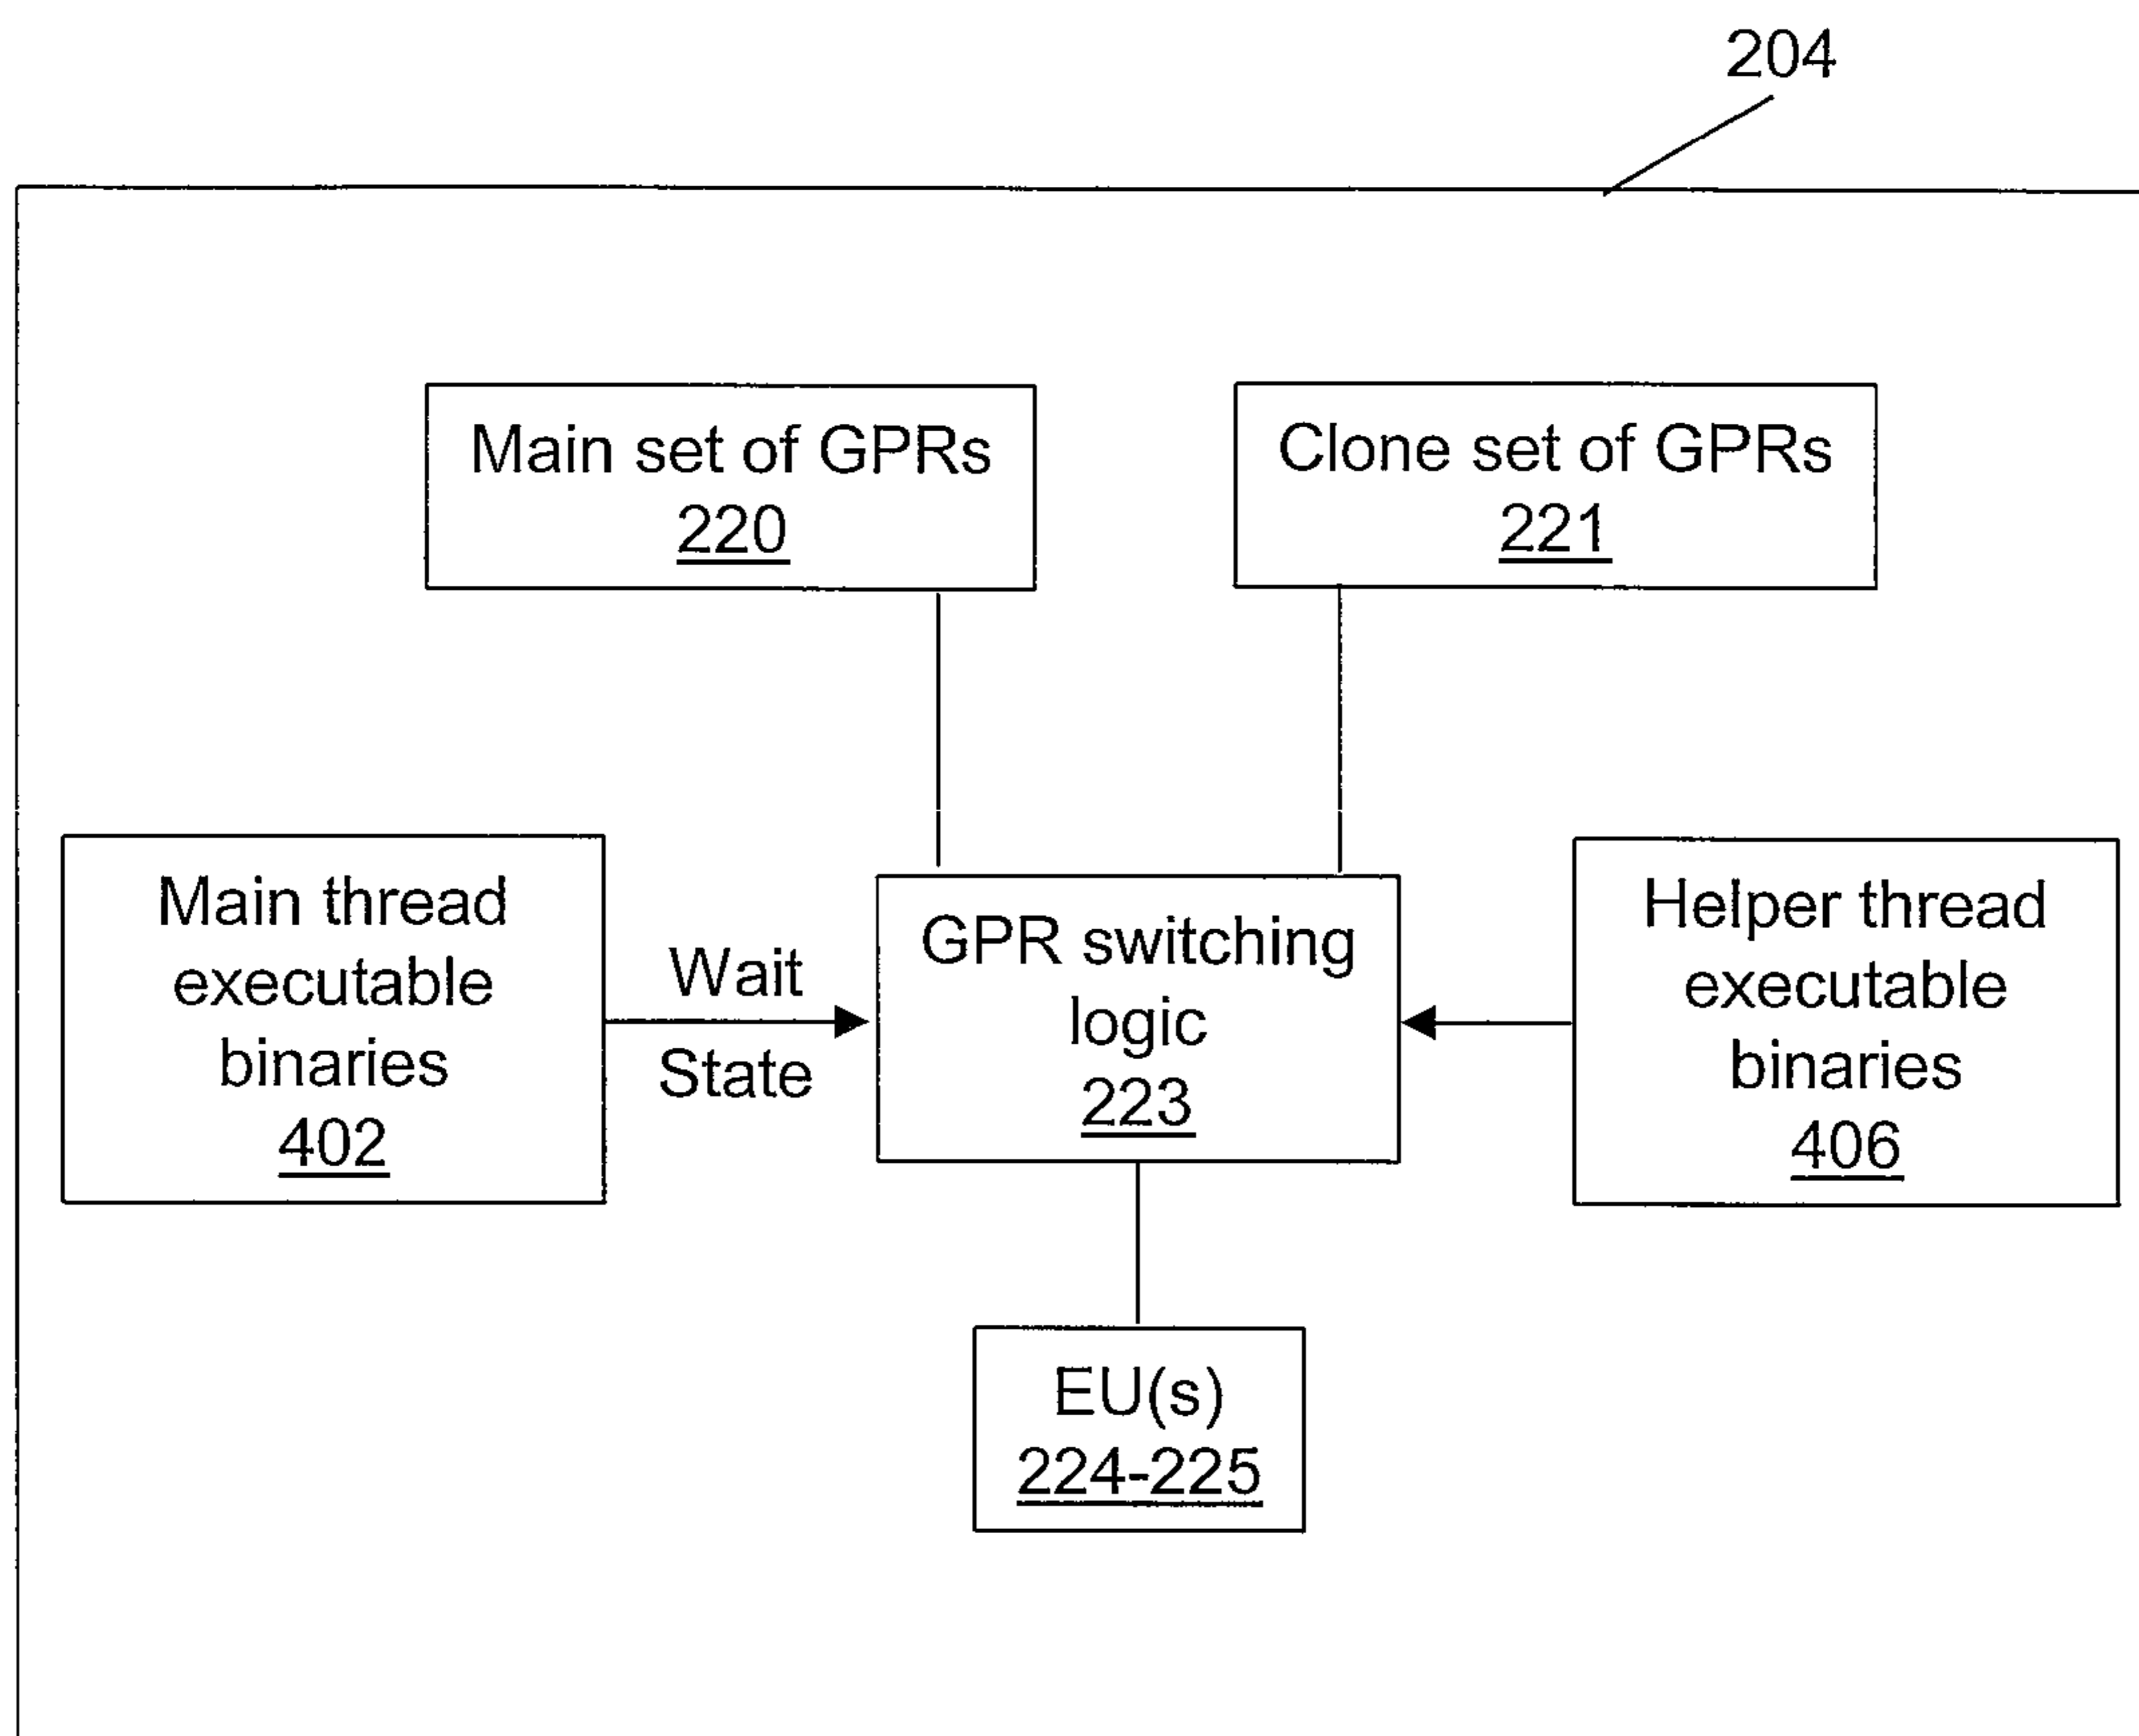 204
Main set of GPRs
220
Clone set of GPRs
221
Main thread
executable
binaries
402
Wait
State
GPR switching
logic
223
Helper thread
executable
binaries
406
EU(s)
224-225